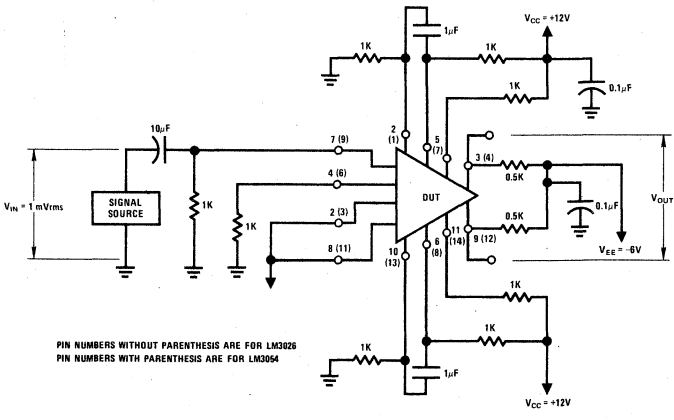 1µF
VCC = +12V
1K
1K
1K
0.1µF
10µF
2
(1)
5
(7)
7 (9)
3 (4)
4 (6)
0.5K
VIN = 1 mVrms
SIGNAL
SOURCE
1K
1K
DUT
0.1µF
VOUT
2 (3)
0.5K
8 (11)
10
(13)
6
(8)
11
(14)
9 (12)
VEE = -6V
1K
PIN NUMBERS WITHOUT PARENTHESIS ARE FOR LM3026
PIN NUMBERS WITH PARENTHESIS ARE FOR LM3054
1K
1K
1µF
VCC = +12V